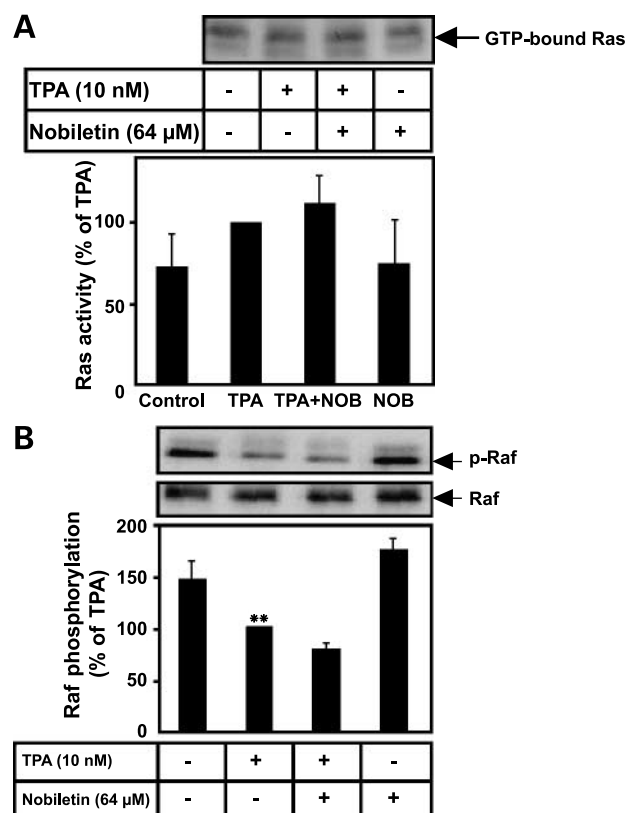 A
GTP-bound Ras
TPA (10 nM) - + + -
Nobiletin (64 µM) - - + +
Ras activity (% of TPA)
100
50
0
Control TPA TPA+NOB NOB
B
p-Raf
Raf
Raf phosphorylation
(% of TPA)
200
150
100
50
0
**
TPA (10 nM) - + + -
Nobiletin (64 µM) - - + +